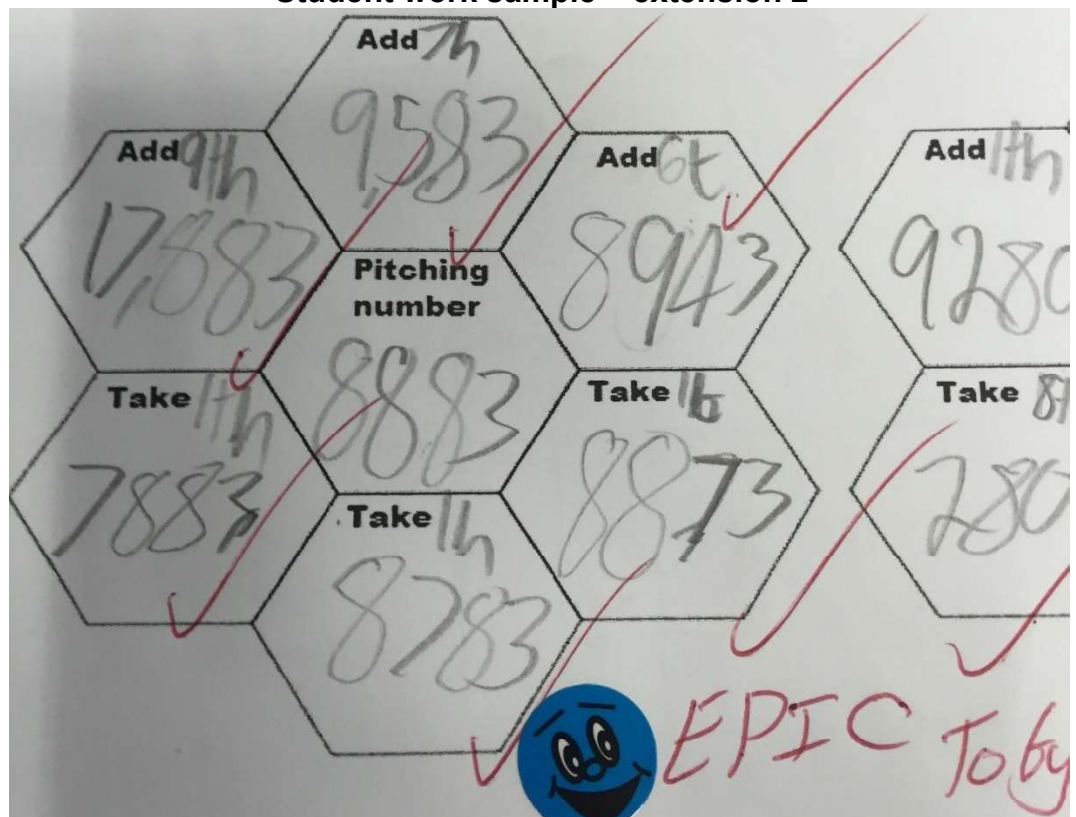 Student work sample – extension 2
Add 7h
9,583
Add 9th
17,883
Add 6t
8943
Add 1th
9280
Pitching number
8883
Take 1th
7883
Take 1t
8873
Take 8t
280
Take 1h
8783
EPIC Toby